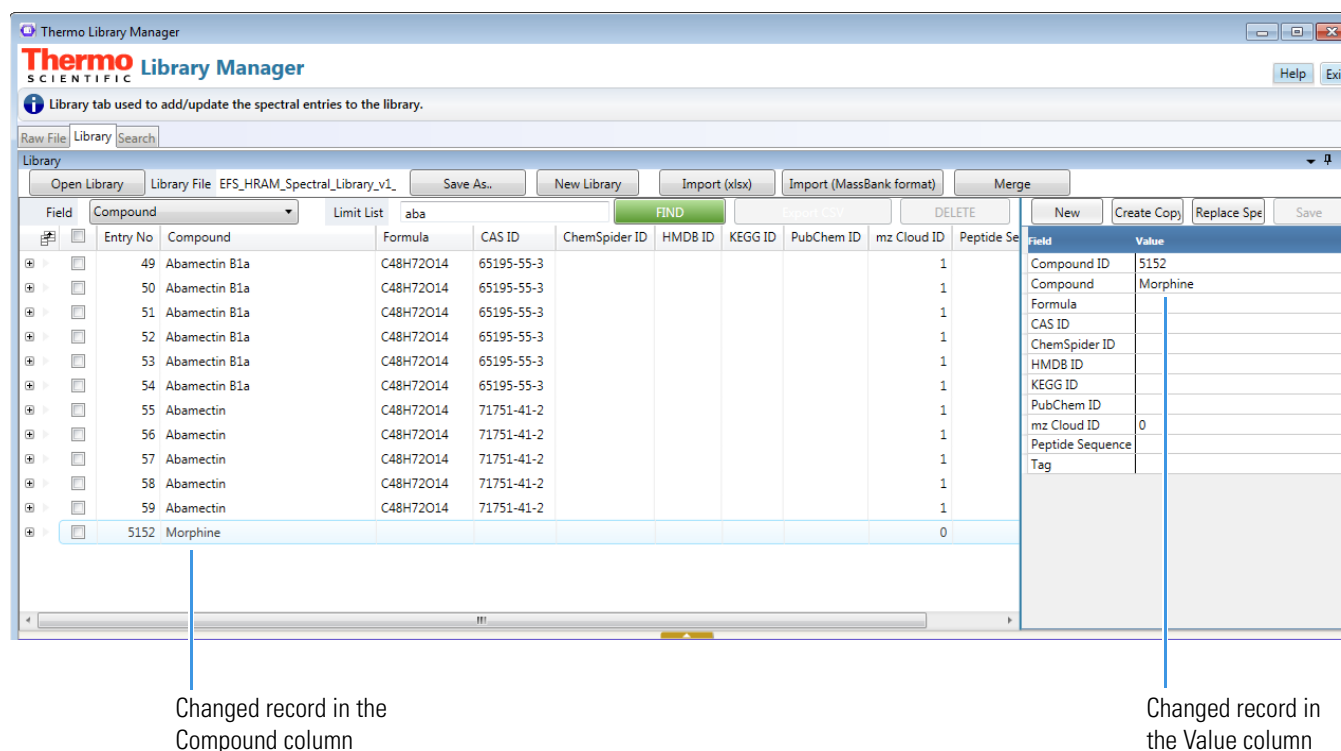 Thermo Library Manager
Thermo
SCIENTIFIC Library Manager
Help Exi
Library tab used to add/update the spectral entries to the library.
Raw File Library Search
Library
Open Library Library File EFS_HRAM_Spectral_Library_v1_ Save As.. New Library Import (xlsx) Import (MassBank format) Merge
Field Compound Limit List aba FIND Export CSV DELETE New Create Copy Replace Spe Save
Entry No Compound Formula CAS ID ChemSpider ID HMDB ID KEGG ID PubChem ID mz Cloud ID Peptide Se
49 Abamectin B1a C48H72O14 65195-55-3 1
50 Abamectin B1a C48H72O14 65195-55-3 1
51 Abamectin B1a C48H72O14 65195-55-3 1
52 Abamectin B1a C48H72O14 65195-55-3 1
53 Abamectin B1a C48H72O14 65195-55-3 1
54 Abamectin B1a C48H72O14 65195-55-3 1
55 Abamectin C48H72O14 71751-41-2 1
56 Abamectin C48H72O14 71751-41-2 1
57 Abamectin C48H72O14 71751-41-2 1
58 Abamectin C48H72O14 71751-41-2 1
59 Abamectin C48H72O14 71751-41-2 1
5152 Morphine 0
Field Value
Compound ID 5152
Compound Morphine
Formula
CAS ID
ChemSpider ID
HMDB ID
KEGG ID
PubChem ID
mz Cloud ID 0
Peptide Sequence
Tag
Changed record in the
Compound column
Changed record in
the Value column